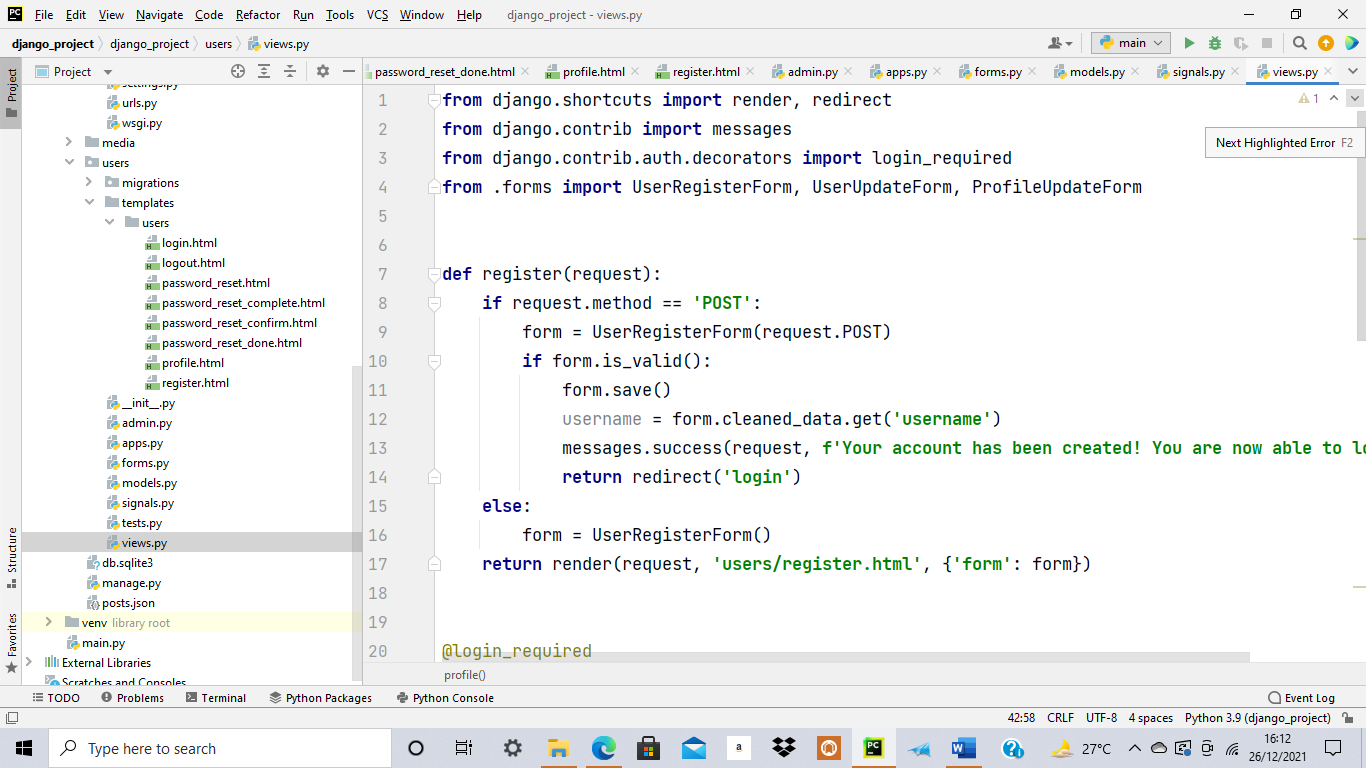 File Edit View Navigate Code Refactor Run Tools VCS Window Help django_project - views.py
django_project django_project users views.py main
Project
password_reset_done.html profile.html register.html admin.py apps.py forms.py models.py signals.py views.py
Project
Structure
Favorites
settings.py
urls.py
wsgi.py
media
users
migrations
templates
users
login.html
logout.html
password_reset.html
password_reset_complete.html
password_reset_confirm.html
password_reset_done.html
profile.html
register.html
__init__.py
admin.py
apps.py
forms.py
models.py
signals.py
tests.py
views.py
db.sqlite3
manage.py
posts.json
venv library root
main.py
External Libraries
Scratches and Consoles
1 from django.shortcuts import render, redirect
2 from django.contrib import messages
3 from django.contrib.auth.decorators import login_required
4 from .forms import UserRegisterForm, UserUpdateForm, ProfileUpdateForm
5
6
7 def register(request):
8 if request.method == 'POST':
9 form = UserRegisterForm(request.POST)
10 if form.is_valid():
11 form.save()
12 username = form.cleaned_data.get('username')
13 messages.success(request, f'Your account has been created! You are now able to lo
14 return redirect('login')
15 else:
16 form = UserRegisterForm()
17 return render(request, 'users/register.html', {'form': form})
18
19
20 @login_required
1
Next Highlighted Error F2
profile()
TODO Problems Terminal Python Packages Python Console Event Log
42:58 CRLF UTF-8 4 spaces Python 3.9 (django_project)
Type here to search
a
PC
W
27°C
16:12
26/12/2021